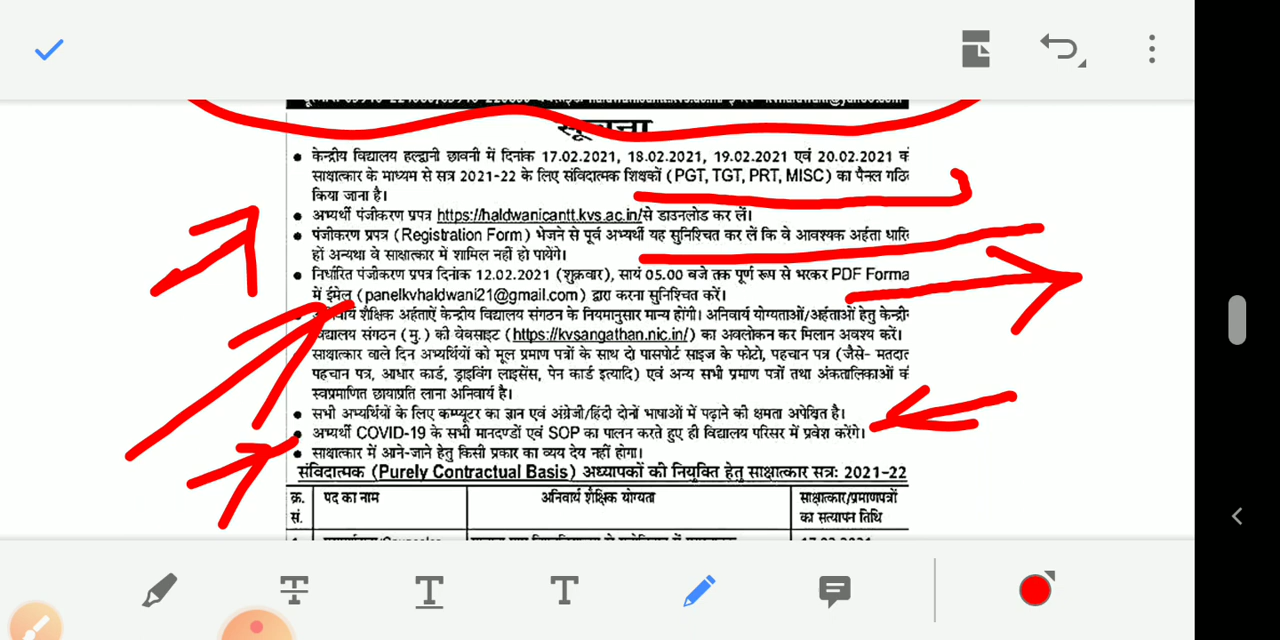 सूचना
केन्द्रीय विद्यालय हल्द्वानी छावनी में दिनांक 17.02.2021, 18.02.2021, 19.02.2021 एवं 20.02.2021 को
साक्षात्कार के माध्यम से सत्र 2021-22 के लिए संविदात्मक शिक्षकों (PGT, TGT, PRT, MISC) का पैनल गठि
किया जाना है।
अभ्यर्थी पंजीकरण प्रपत्र https://haldwanicantt.kvs.ac.in/से डाउनलोड कर लें।
पंजीकरण प्रपत्र (Registration Form) भेजने से पूर्व अभ्यर्थी यह सुनिश्चित कर लें कि वे आवश्यक अर्हता धारि
हों अन्यथा वे साक्षात्कार में शामिल नहीं हो पायेंगे।
निर्धारित पंजीकरण प्रपत्र दिनांक 12.02.2021 (शुक्रवार), सायं 05.00 बजे तक पूर्ण रूप से भरकर PDF Forma
में ईमेल (panelkvhaldwani21@gmail.com) द्वारा करना सुनिश्चित करें।
अनिवार्य शैक्षिक अर्हताऐं केन्द्रीय विद्यालय संगठन के नियमानुसार मान्य होंगी। अनिवार्य योग्यताओं/अर्हताओं हेतु केन्द्रीय
विद्यालय संगठन (मु.) की वेवसाइट (https://kvsangathan.nic.in/) का अवलोकन कर मिलान अवश्य करें।
साक्षात्कार वाले दिन अभ्यर्थियों को मूल प्रमाण पत्रों के साथ दो पासपोर्ट साइज के फोटो, पहचान पत्र (जैसे- मतदात
पहचान पत्र, आधार कार्ड, ड्राइविंग लाइसेंस, पेन कार्ड इत्यादि) एवं अन्य सभी प्रमाण पत्रों तथा अंकतालिकाओं की
स्वप्रमाणित छायाप्रति लाना अनिवार्य है।
सभी अभ्यर्थियों के लिए कम्प्यूटर का ज्ञान एवं अंग्रेजी/हिंदी दोनों भाषाओं में पढ़ाने की क्षमता अपेक्षित है।
अभ्यर्थी COVID-19 के सभी मानदण्डों एवं SOP का पालन करते हुए ही विद्यालय परिसर में प्रवेश करेंगे।
साक्षात्कार में आने-जाने हेतु किसी प्रकार का व्यय देय नहीं होगा।
संविदात्मक (Purely Contractual Basis) अध्यापकों की नियुक्ति हेतु साक्षात्कार सत्र: 2021-22
क्र. सं. पद का नाम अनिवार्य शैक्षिक योग्यता साक्षात्कार/प्रमाणपत्रों का सत्यापन तिथि